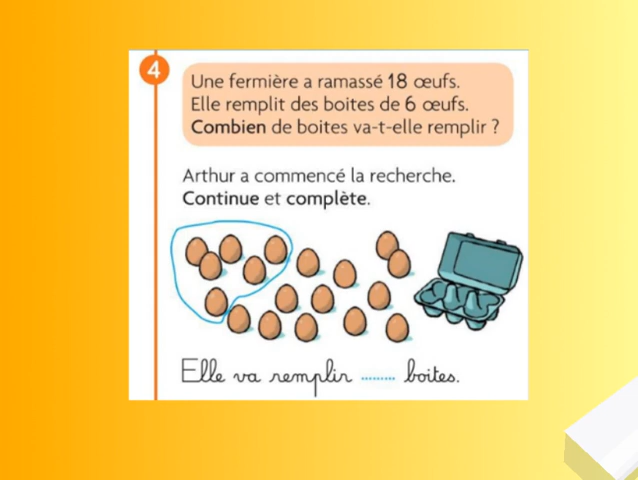 4
Une fermière a ramassé 18 œufs.
Elle remplit des boites de 6 œufs.
Combien de boites va-t-elle remplir ?
Arthur a commencé la recherche.
Continue et complète.
Elle va remplir ......... boites.